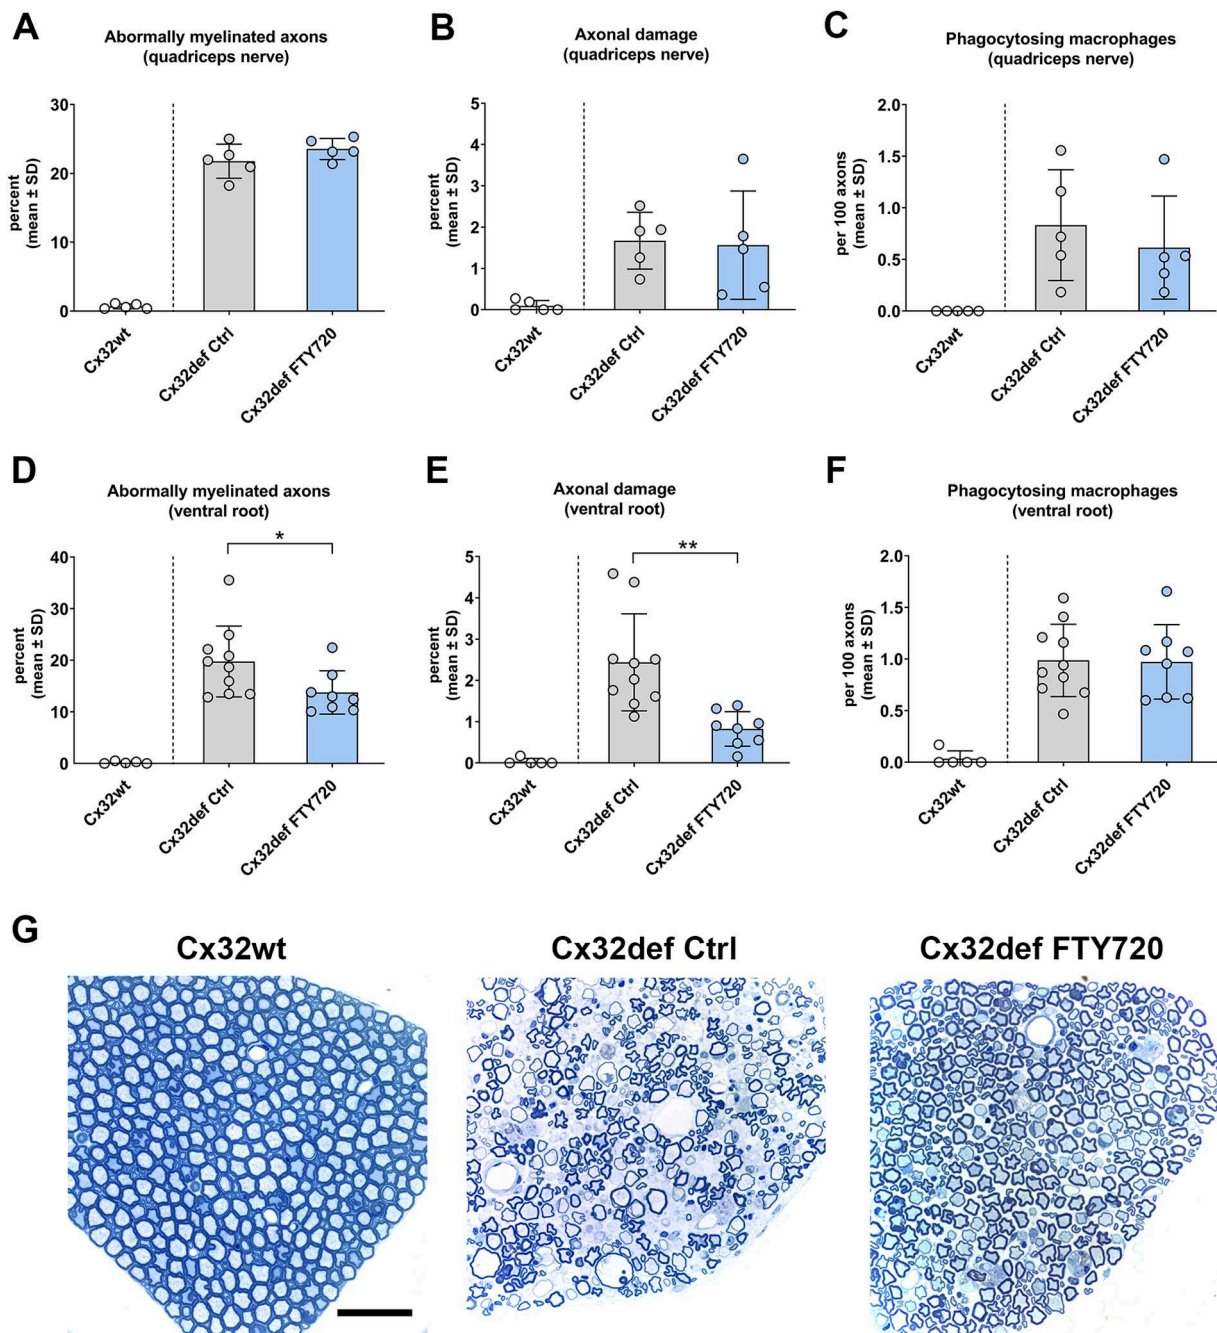 A
Abormally myelinated axons
(quadriceps nerve)
percent
(mean ± SD)
30
20
10
0
Cx32wt
Cx32def Ctrl
Cx32def FTY720
B
Axonal damage
(quadriceps nerve)
percent
(mean ± SD)
5
4
3
2
1
0
Cx32wt
Cx32def Ctrl
Cx32def FTY720
C
Phagocytosing macrophages
(quadriceps nerve)
per 100 axons
(mean ± SD)
2.0
1.5
1.0
0.5
0.0
Cx32wt
Cx32def Ctrl
Cx32def FTY720
D
Abormally myelinated axons
(ventral root)
percent
(mean ± SD)
40
30
20
10
0
*
Cx32wt
Cx32def Ctrl
Cx32def FTY720
E
Axonal damage
(ventral root)
percent
(mean ± SD)
5
4
3
2
1
0
**
Cx32wt
Cx32def Ctrl
Cx32def FTY720
F
Phagocytosing macrophages
(ventral root)
per 100 axons
(mean ± SD)
2.0
1.5
1.0
0.5
0.0
Cx32wt
Cx32def Ctrl
Cx32def FTY720
G
Cx32wt
Cx32def Ctrl
Cx32def FTY720